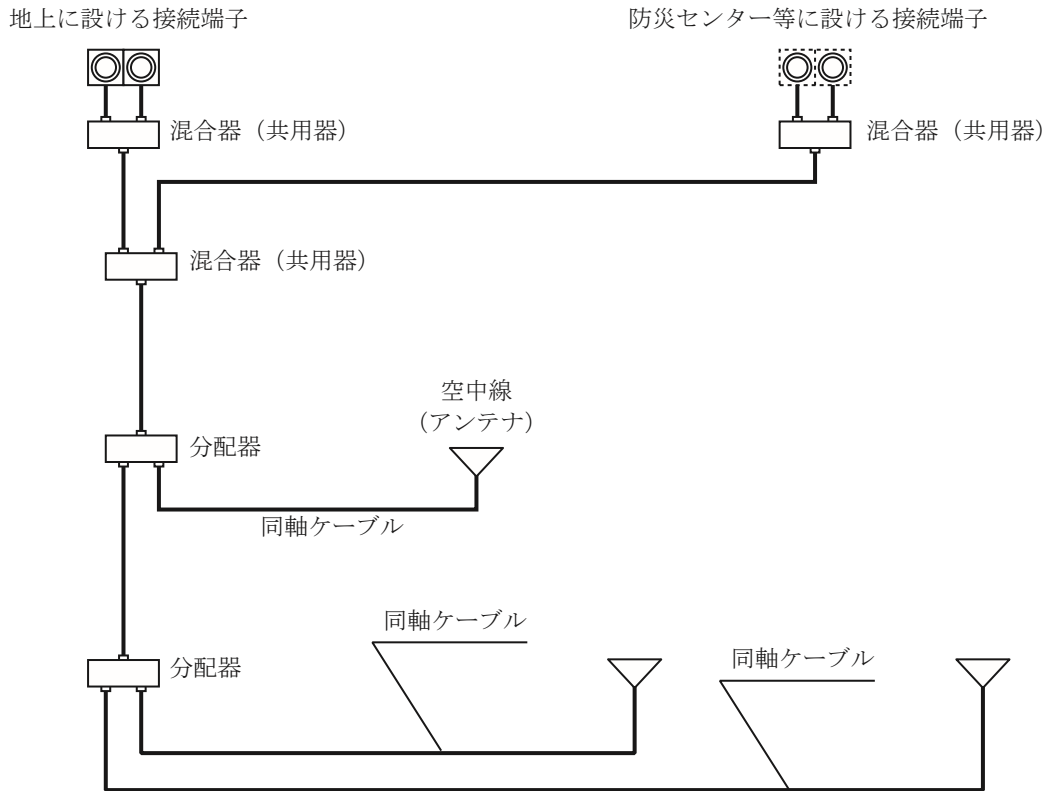 地上に設ける接続端子
防災センター等に設ける接続端子
混合器（共用器）
混合器（共用器）
混合器（共用器）
空中線
（アンテナ）
分配器
同軸ケーブル
同軸ケーブル
同軸ケーブル
分配器